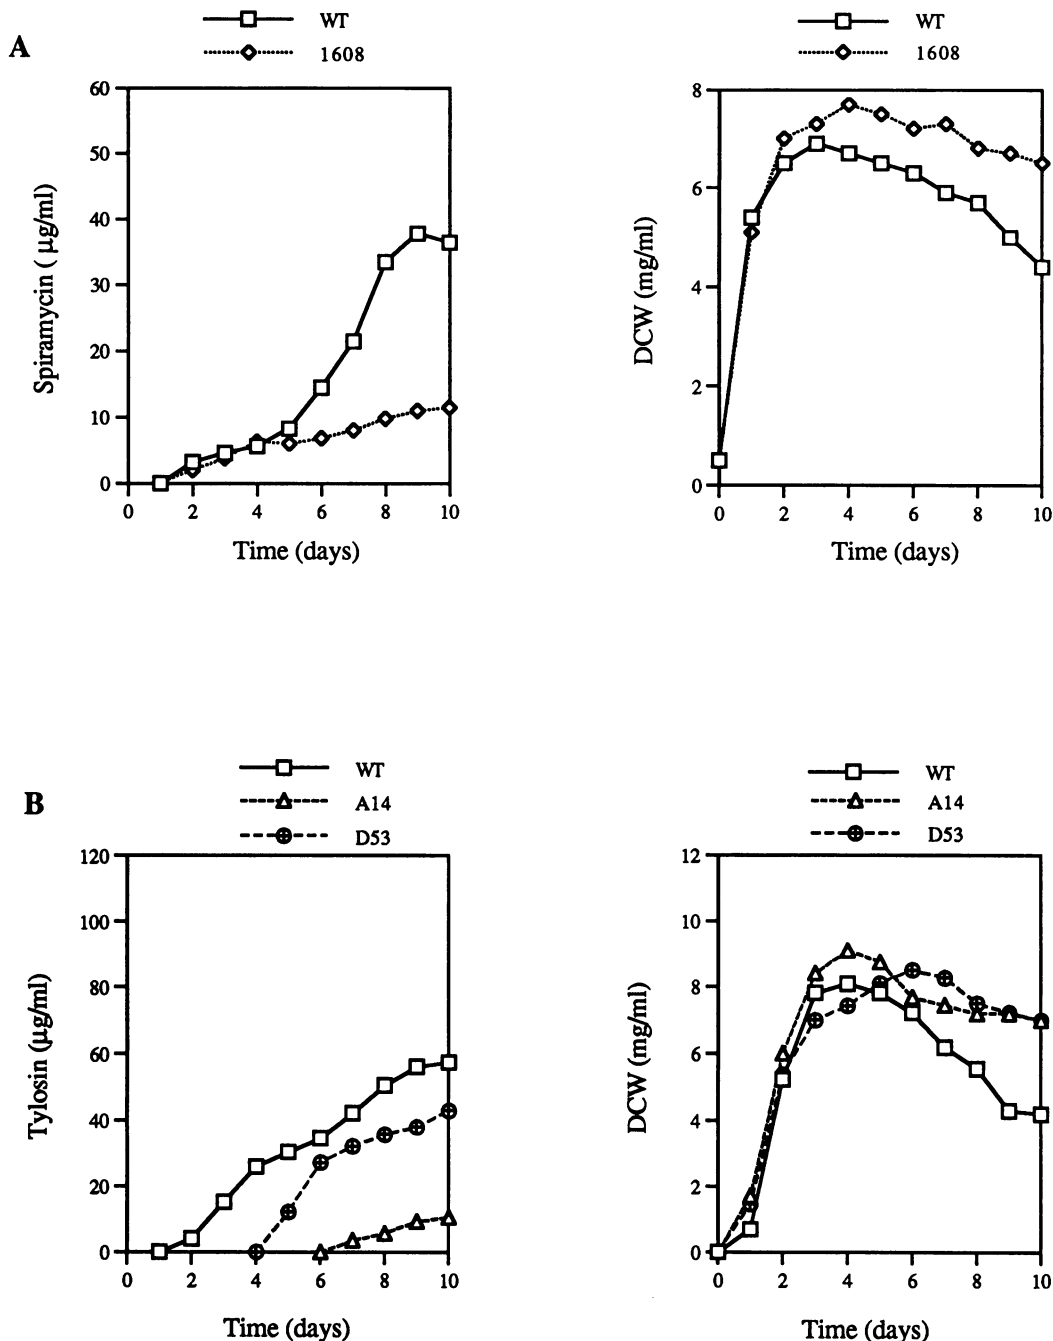 A
WT
1608
60
50
40
30
20
10
0
Spiramycin ( μg/ml)
0 2 4 6 8 10
Time (days)
WT
1608
8
6
4
2
0
DCW (mg/ml)
0 2 4 6 8 10
Time (days)
B
WT
A14
D53
120
100
80
60
40
20
0
Tylosin (μg/ml)
0 2 4 6 8 10
Time (days)
WT
A14
D53
12
10
8
6
4
2
0
DCW (mg/ml)
0 2 4 6 8 10
Time (days)